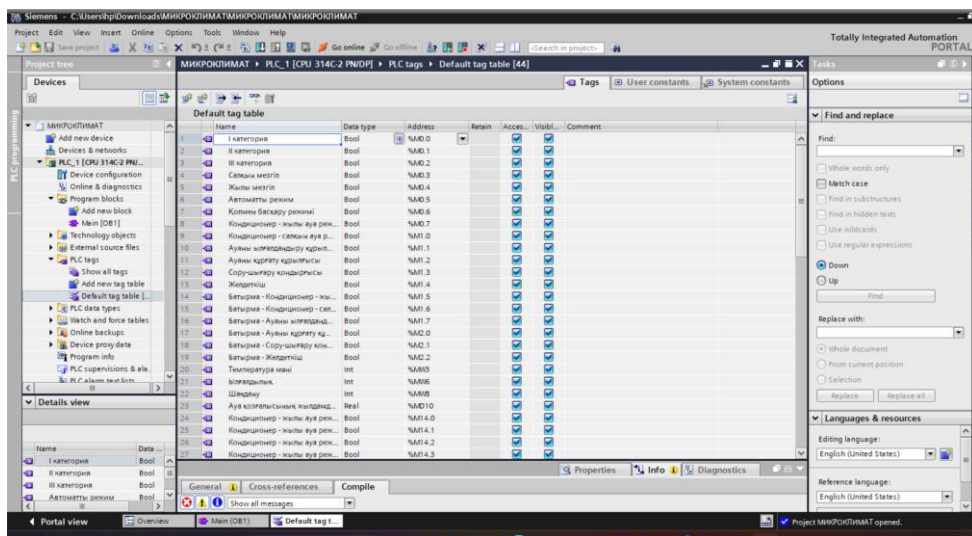 Siemens - C:\Users\hp\Downloads\МИКРОКЛИМАТ\МИКРОКЛИМАТ\МИКРОКЛИМАТ
Project Edit View Insert Online Options Tools Window Help
Totally Integrated Automation
PORTAL
Save project Go online Go offline <Search in project>
Project tree
МИКРОКЛИМАТ ▸ PLC_1 [CPU 314C-2 PN/DP] ▸ PLC tags ▸ Default tag table [44]
Tasks
Devices
Tags User constants System constants
Options
PLC programming
Default tag table
Find and replace
Name Data type Address Retain Acces... Visibl... Comment
1 I категория Bool %M0.0
2 II категория Bool %M0.1
3 III категория Bool %M0.2
4 Салқын мезгіл Bool %M0.3
5 Жылы мезгіл Bool %M0.4
6 Автоматты режим Bool %M0.5
7 Қолмен басқару режимі Bool %M0.6
8 Кондиционер - жылы ауа реж... Bool %M0.7
9 Кондиционер - салқын ауа р... Bool %M1.0
10 Ауаны ылғалдандыру құрыл... Bool %M1.1
11 Ауаны құрғату құрылғысы Bool %M1.2
12 Сору-шығару қондырғысы Bool %M1.3
13 Желдеткіш Bool %M1.4
14 Батырма - Кондиционер - жы... Bool %M1.5
15 Батырма - Кондиционер - сал... Bool %M1.6
16 Батырма - Ауаны ылғалданд... Bool %M1.7
17 Батырма - Ауаны құрғату құ... Bool %M2.0
18 Батырма - Сору-шығару қон... Bool %M2.1
19 Батырма - Желдеткіш Bool %M2.2
20 Температура мәні Int
21 Ылғалдылық Int %MW6
22 Шаңдану Int %MW8
23 Ауа қозғалысының жылдамд... Real %MD10
24 Кондиционер - жылы ауа реж... Bool %M14.0
25 Кондиционер - жылы ауа реж... Bool %M14.1
26 Кондиционер - жылы ауа реж... Bool %M14.2
27 Кондиционер - жылы ауа реж... Bool %M14.3
МИКРОКЛИМАТ
Add new device
Devices & networks
PLC_1 [CPU 314C-2 PN/...
Device configuration
Online & diagnostics
Program blocks
Add new block
Main [OB1]
Technology objects
External source files
PLC tags
Show all tags
Add new tag table
Default tag table [...
PLC data types
Watch and force tables
Online backups
Device proxy data
Program info
PLC supervisions & ala...
PLC alarm text lists
Details view
Name Data ...
I категория Bool
II категория Bool
III категория Bool
Автоматты режим Bool
Find:
Whole words only
Match case
Find in substructures
Find in hidden texts
Use wildcards
Use regular expressions
Down
Up
Find
Replace with:
Whole document
From current position
Selection
Replace Replace all
Languages & resources
Editing language:
English (United States)
Reference language:
English (United States)
Properties Info Diagnostics
General Cross-references Compile
Show all messages
Portal view Overview Main (OB1) Default tag t...
Project МИКРОКЛИМАТ opened.